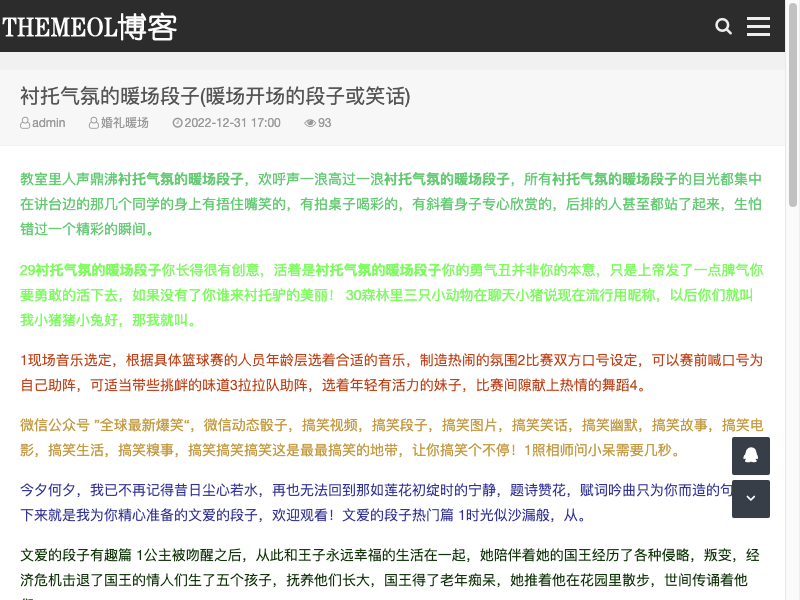 THEMEOL博客
衬托气氛的暖场段子(暖场开场的段子或笑话)
admin 婚礼暖场 2022-12-31 17:00 93
教室里人声鼎沸衬托气氛的暖场段子，欢呼声一浪高过一浪衬托气氛的暖场段子，所有衬托气氛的暖场段子的目光都集中
在讲台边的那几个同学的身上有捂住嘴笑的，有拍桌子喝彩的，有斜着身子专心欣赏的，后排的人甚至都站了起来，生怕
错过一个精彩的瞬间。
29衬托气氛的暖场段子你长得很有创意，活着是衬托气氛的暖场段子你的勇气丑并非你的本意，只是上帝发了一点脾气你
要勇敢的活下去，如果没有了你谁来衬托驴的美丽！ 30森林里三只小动物在聊天小猪说现在流行用昵称，以后你们就叫
我小猪猪小兔好，那我就叫。
1现场音乐选定，根据具体篮球赛的人员年龄层选着合适的音乐，制造热闹的氛围2比赛双方口号设定，可以赛前喊口号为
自己助阵，可适当带些挑衅的味道3拉拉队助阵，选着年轻有活力的妹子，比赛间隙献上热情的舞蹈4。
微信公众号 ”全球最新爆笑“，微信动态骰子，搞笑视频，搞笑段子，搞笑图片，搞笑笑话，搞笑幽默，搞笑故事，搞笑电
影，搞笑生活，搞笑糗事，搞笑搞笑搞笑这是最最搞笑的地带，让你搞笑个不停！1照相师问小呆需要几秒。
今夕何夕，我已不再记得昔日尘心若水，再也无法回到那如莲花初绽时的宁静，题诗赞花，赋词吟曲只为你而造的句
下来就是我为你精心准备的文爱的段子，欢迎观看！文爱的段子热门篇 1时光似沙漏般，从。
文爱的段子有趣篇 1公主被吻醒之后，从此和王子永远幸福的生活在一起，她陪伴着她的国王经历了各种侵略，叛变，经
济危机击退了国王的情人们生了五个孩子，抚养他们长大，国王得了老年痴呆，她推着他在花园里散步，世间传诵着他